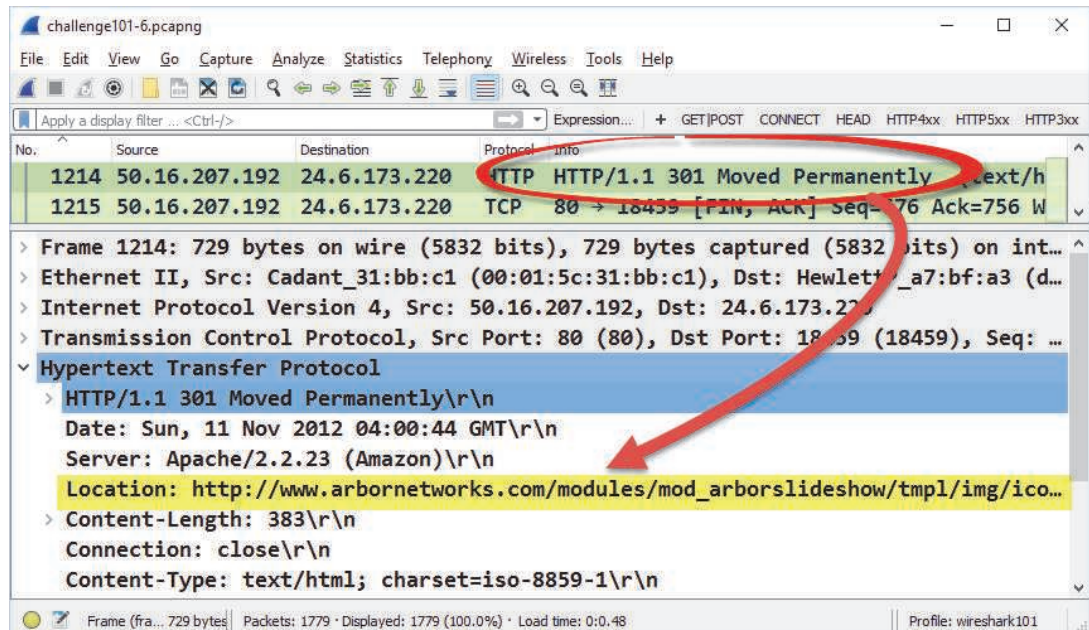 challenge101-6.pcapng
File Edit View Go Capture Analyze Statistics Telephony Wireless Tools Help
Apply a display filter ... <Ctrl-/> Expression... + GET|POST CONNECT HEAD HTTP4xx HTTP5xx HTTP3xx
No. Source Destination Protocol Info
1214 50.16.207.192 24.6.173.220 HTTP HTTP/1.1 301 Moved Permanently (text/h
1215 50.16.207.192 24.6.173.220 TCP 80 → 18459 [FIN, ACK] Seq=676 Ack=756 W
> Frame 1214: 729 bytes on wire (5832 bits), 729 bytes captured (5832 bits) on int…
> Ethernet II, Src: Cadant_31:bb:c1 (00:01:5c:31:bb:c1), Dst: HewlettP_a7:bf:a3 (d…
> Internet Protocol Version 4, Src: 50.16.207.192, Dst: 24.6.173.220
> Transmission Control Protocol, Src Port: 80 (80), Dst Port: 18459 (18459), Seq: …
Hypertext Transfer Protocol
> HTTP/1.1 301 Moved Permanently\r\n
Date: Sun, 11 Nov 2012 04:00:44 GMT\r\n
Server: Apache/2.2.23 (Amazon)\r\n
Location: http://www.arbornetworks.com/modules/mod_arborslideshow/tmpl/img/ico…
> Content-Length: 383\r\n
Connection: close\r\n
Content-Type: text/html; charset=iso-8859-1\r\n
Frame (fra… 729 bytes Packets: 1779 · Displayed: 1779 (100.0%) · Load time: 0:0.48 Profile: wireshark101